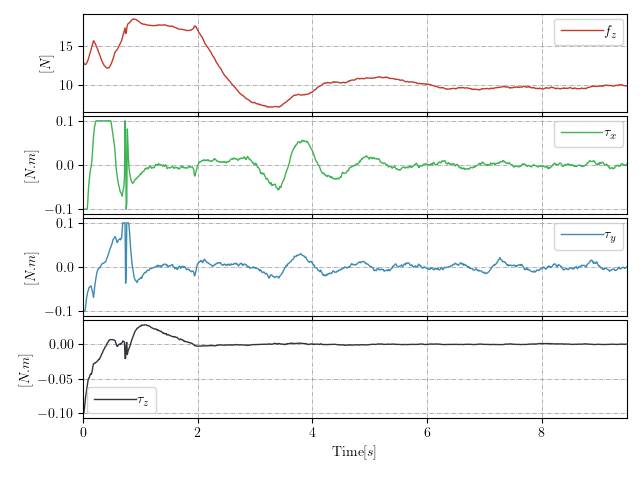 15
10
[N]
f_z
0.1
0.0
−0.1
[N.m]
τ_x
0.1
0.0
−0.1
[N.m]
τ_y
0.00
−0.05
−0.10
[N.m]
τ_z
0 2 4 6 8
Time[s]